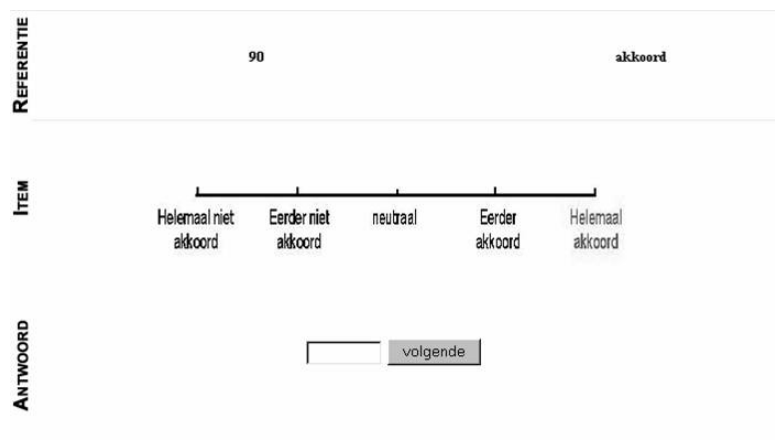 REFERENTIE
90 akkoord
ITEM
Helemaal niet akkoord
Eerder niet akkoord
neutraal
Eerder akkoord
Helemaal akkoord
ANTWOORD
volgende